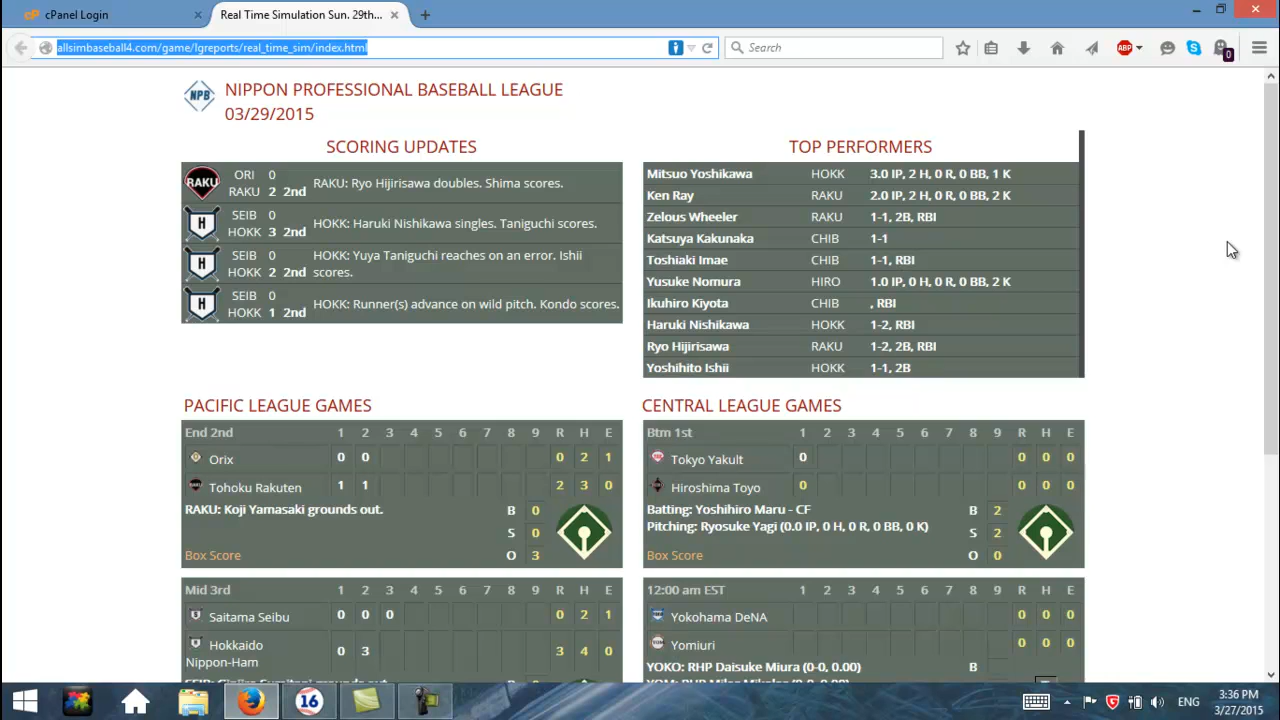 cPanel Login
Real Time Simulation Sun. 29th...
allsimbaseball4.com/game/lgreports/real_time_sim/index.html
Search
ABP
0
NPB
NIPPON PROFESSIONAL BASEBALL LEAGUE
03/29/2015
SCORING UPDATES
RAKU
ORI 0
RAKU 2 2nd
RAKU: Ryo Hijirisawa doubles. Shima scores.
H
SEIB 0
HOKK 3 2nd
HOKK: Haruki Nishikawa singles. Taniguchi scores.
H
SEIB 0
HOKK 2 2nd
HOKK: Yuya Taniguchi reaches on an error. Ishii
scores.
H
SEIB 0
HOKK 1 2nd
HOKK: Runner(s) advance on wild pitch. Kondo scores.
TOP PERFORMERS
Mitsuo Yoshikawa HOKK 3.0 IP, 2 H, 0 R, 0 BB, 1 K
Ken Ray RAKU 2.0 IP, 2 H, 0 R, 0 BB, 2 K
Zelous Wheeler RAKU 1-1, 2B, RBI
Katsuya Kakunaka CHIB 1-1
Toshiaki Imae CHIB 1-1, RBI
Yusuke Nomura HIRO 1.0 IP, 0 H, 0 R, 0 BB, 2 K
Ikuhiro Kiyota CHIB , RBI
Haruki Nishikawa HOKK 1-2, RBI
Ryo Hijirisawa RAKU 1-2, 2B, RBI
Yoshihito Ishii HOKK 1-1, 2B
PACIFIC LEAGUE GAMES
End 2nd 1 2 3 4 5 6 7 8 9 R H E
Orix 0 0 0 2 1
Tohoku Rakuten 1 1 2 3 0
RAKU: Koji Yamasaki grounds out.
B 0
S 0
O 3
Box Score
Mid 3rd 1 2 3 4 5 6 7 8 9 R H E
Saitama Seibu 0 0 0 0 2 1
Hokkaido
Nippon-Ham 0 3 3 4 0
CENTRAL LEAGUE GAMES
Btm 1st 1 2 3 4 5 6 7 8 9 R H E
Tokyo Yakult 0 0 0 0
Hiroshima Toyo 0 0 0 0
Batting: Yoshihiro Maru - CF
Pitching: Ryosuke Yagi (0.0 IP, 0 H, 0 R, 0 BB, 0 K)
B 2
S 2
O 0
Box Score
12:00 am EST 1 2 3 4 5 6 7 8 9 R H E
Yokohama DeNA 0 0 0
Yomiuri 0 0 0
YOKO: RHP Daisuke Miura (0-0, 0.00)
B
16
ENG
3:36 PM
3/27/2015